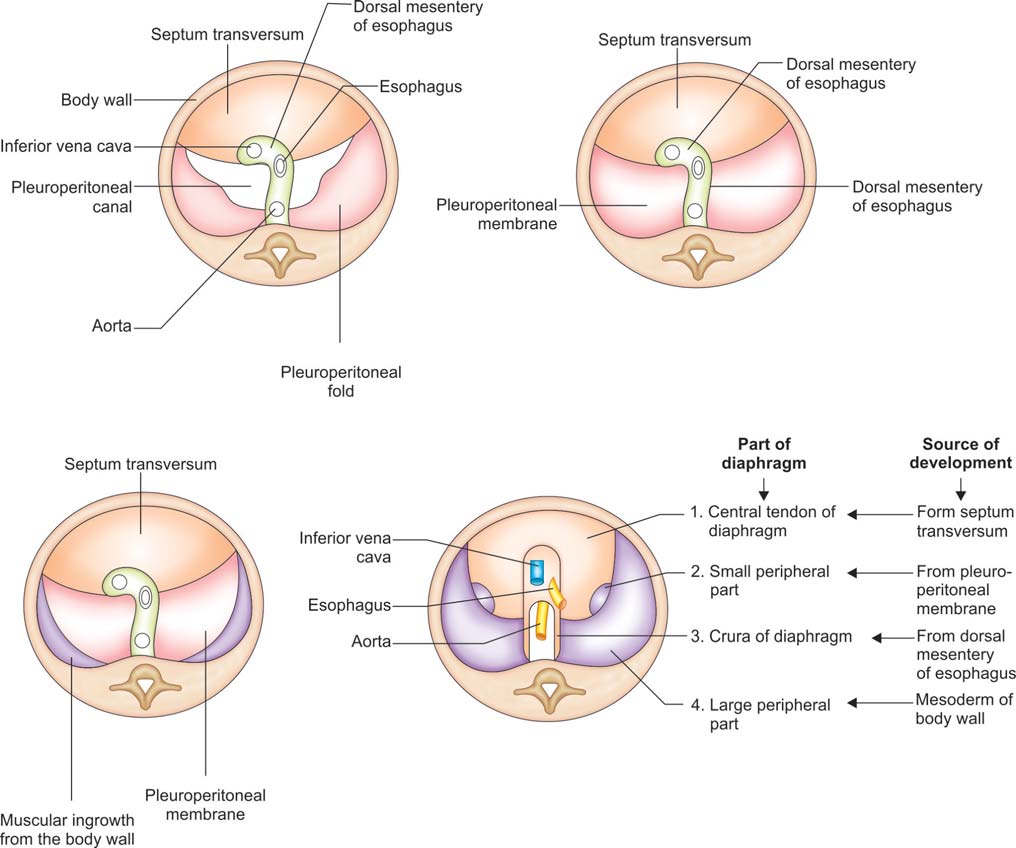 Dorsal mesentery
of esophagus
Septum transversum
Esophagus
Body wall
Inferior vena cava
Pleuroperitoneal
canal
Aorta
Pleuroperitoneal
fold
Septum transversum
Dorsal mesentery
of esophagus
Dorsal mesentery
of esophagus
Pleuroperitoneal
membrane
Septum transversum
Pleuroperitoneal
membrane
Muscular ingrowth
from the body wall
Inferior vena
cava
Esophagus
Aorta
Part of
diaphragm
Source of
development
1. Central tendon of
diaphragm
Form septum
transversum
2. Small peripheral
part
From pleuro-
peritoneal
membrane
3. Crura of diaphragm
From dorsal
mesentery
of esophagus
4. Large peripheral
part
Mesoderm of
body wall